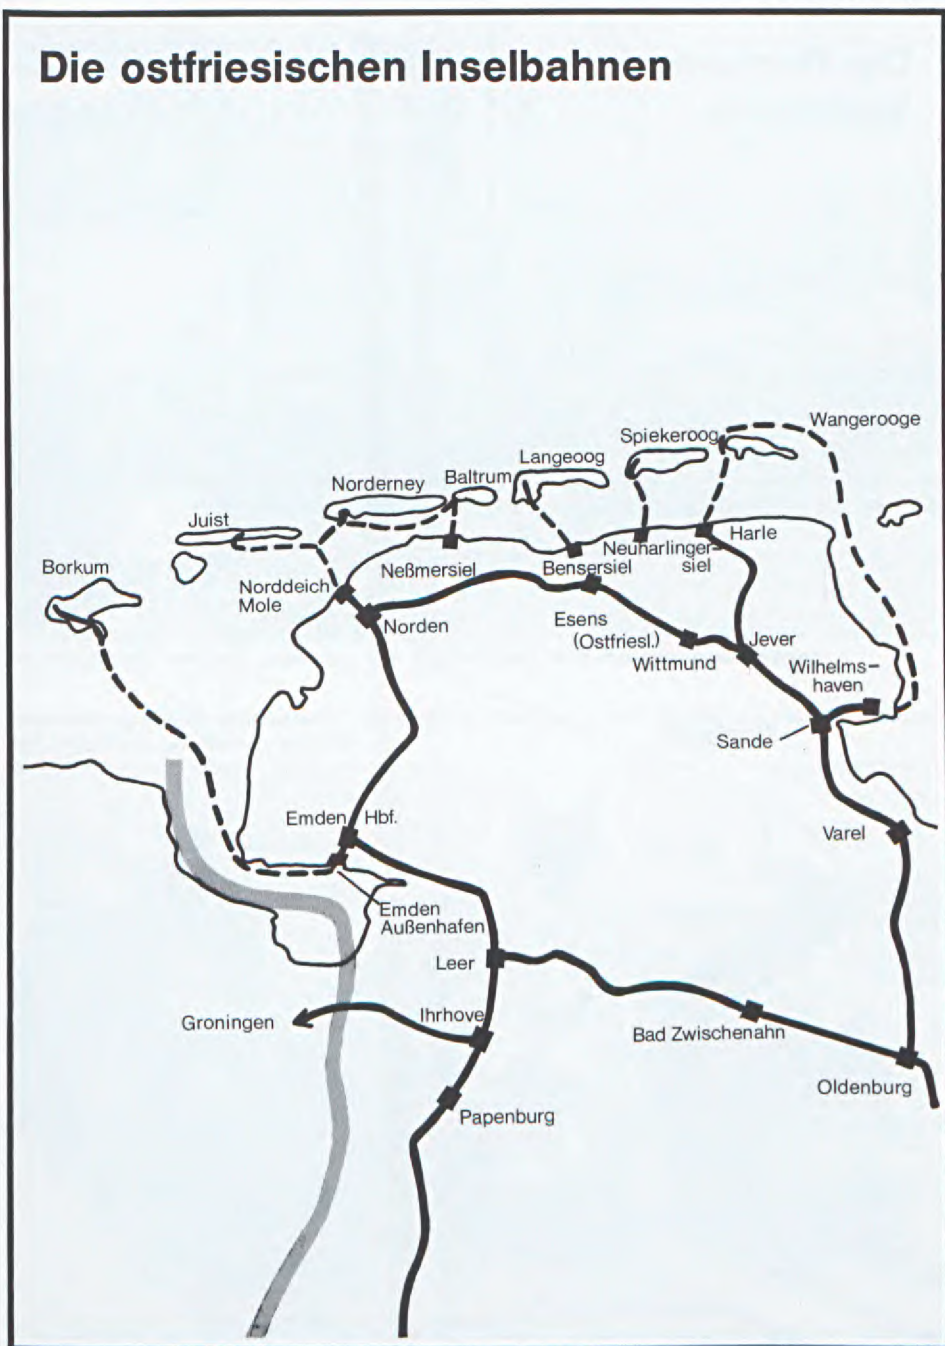 Die ostfriesischen Inselbahnen
Wangerooge
Spiekeroog
Langeoog
Baltrum
Norderney
Juist
Harle
Neuharlinger-
siel
Bensersiel
Neßmersiel
Borkum
Norddeich
Mole
Norden
Esens
(Ostfriesl.)
Wittmund
Jever
Wilhelms-
haven
Sande
Emden Hbf.
Varel
Emden
Außenhafen
Leer
Groningen
Ihrhove
Bad Zwischenahn
Oldenburg
Papenburg